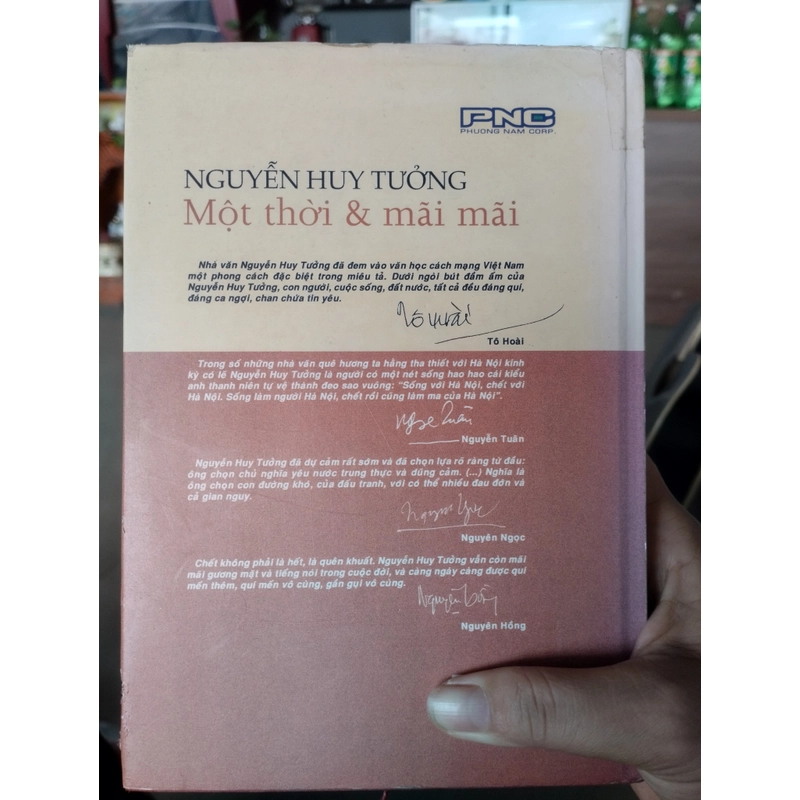 PNC
PHUONG NAM CORP.
NGUYỄN HUY TƯỞNG
Một thời & mãi mãi
Nhà văn Nguyễn Huy Tưởng đã đem vào văn học cách mạng Việt Nam
một phong cách đặc biệt trong miêu tả. Dưới ngòi bút đầm ấm của
Nguyễn Huy Tưởng, con người, cuộc sống, đất nước, tất cả đều đáng quí,
đáng ca ngợi, chan chứa tin yêu.
Tô Hoài
Tô Hoài
Trong số những nhà văn quê hương ta hằng tha thiết với Hà Nội kinh
kỳ có lẽ Nguyễn Huy Tưởng là người có một nét sống hao hao cái kiểu
anh thanh niên tự vệ thành đeo sao vuông: "Sống với Hà Nội, chết với
Hà Nội. Sống làm người Hà Nội, chết rồi cũng làm ma của Hà Nội".
Nguyễn Tuân
Nguyễn Huy Tưởng đã dự cảm rất sớm và đã chọn lựa rõ ràng từ đầu:
ông chọn chủ nghĩa yêu nước trung thực và dũng cảm. (...) Nghĩa là
ông chọn con đường khó, của đấu tranh, với có thể nhiều đau đớn và
cả gian nguy.
Nguyên Ngọc
Chết không phải là hết, là quên khuất. Nguyễn Huy Tưởng vẫn còn mãi
mãi gương mặt và tiếng nói trong cuộc đời, và càng ngày càng được quí
mến thêm, quí mến vô cùng, gần gụi vô cùng.
Nguyên Hồng